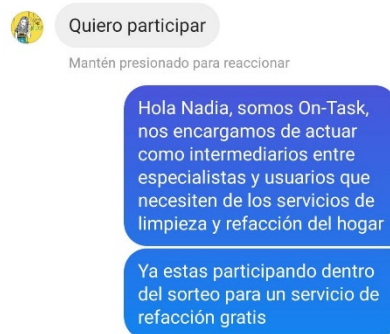 Quiero participar
Mantén presionado para reaccionar
Hola Nadia, somos On-Task,
nos encargamos de actuar
como intermediarios entre
especialistas y usuarios que
necesiten de los servicios de
limpieza y refacción del hogar
Ya estas participando dentro
del sorteo para un servicio de
refacción gratis